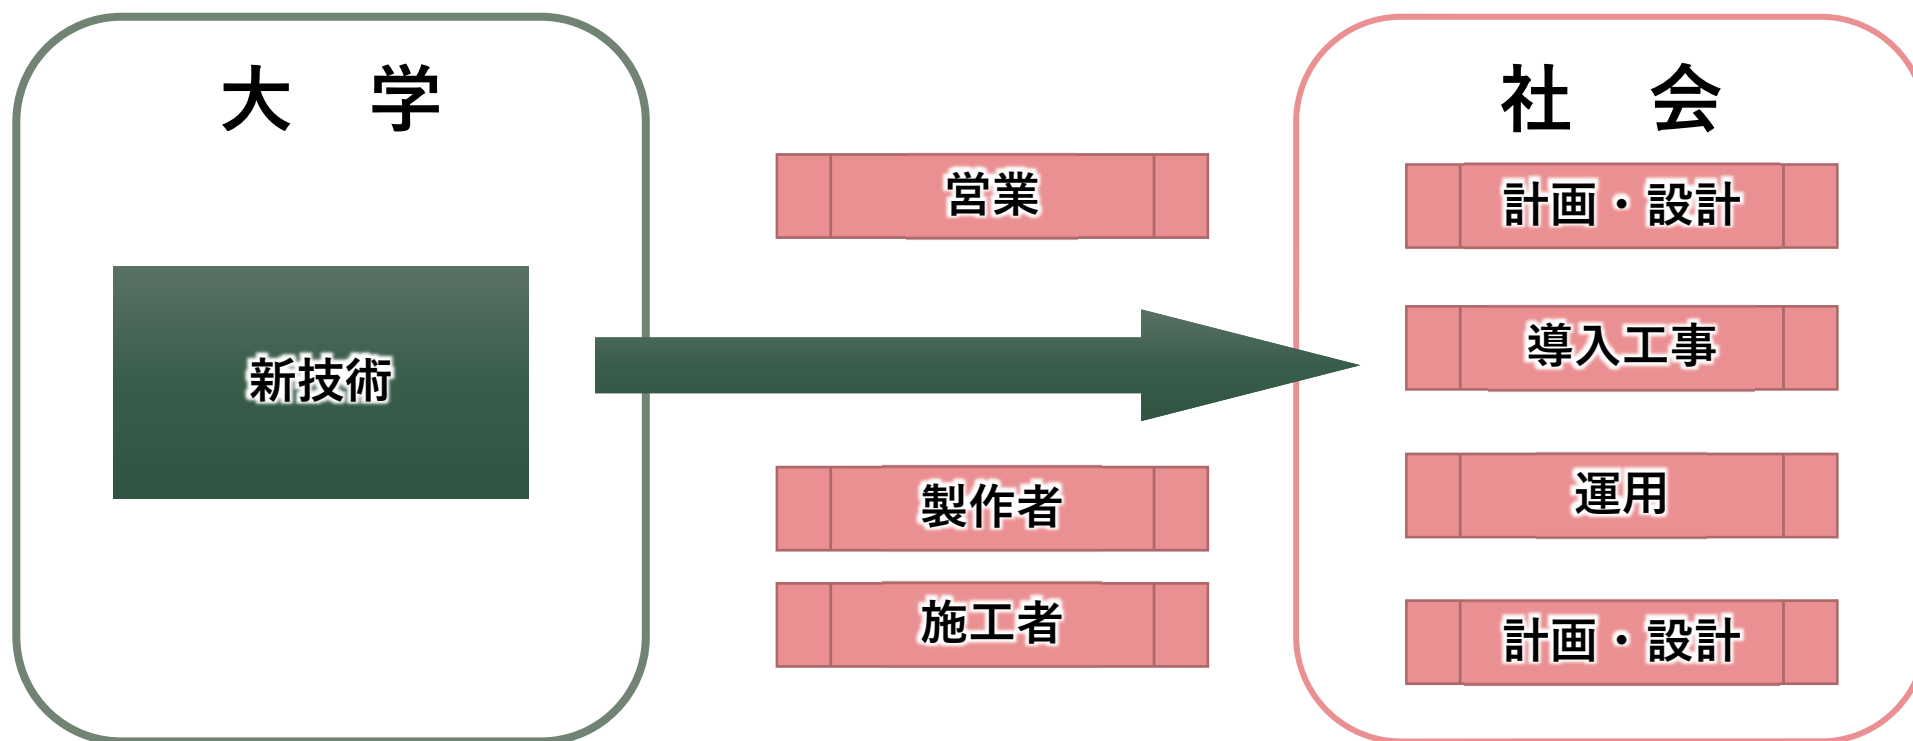 大　学
新技術
営業
製作者
施工者
社　会
計画・設計
導入工事
運用
計画・設計